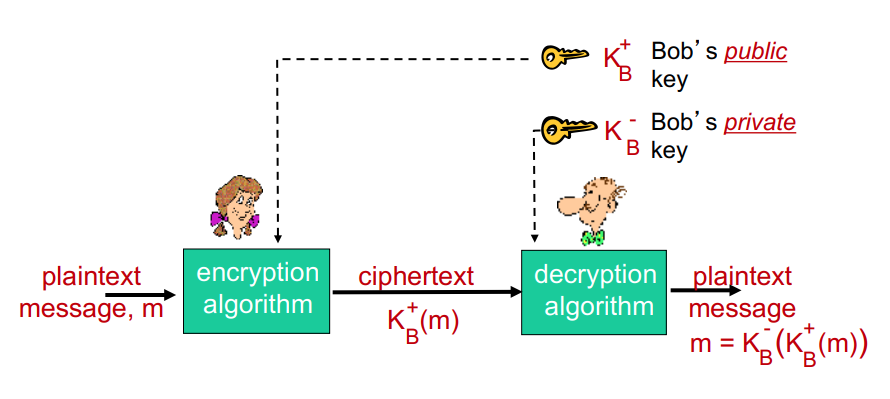 K_B^+ Bob's public
key
K_B^- Bob's private
key
plaintext
message, m
encryption
algorithm
ciphertext
K_B^+(m)
decryption
algorithm
plaintext
message
m = K_B^-(K_B^+(m))